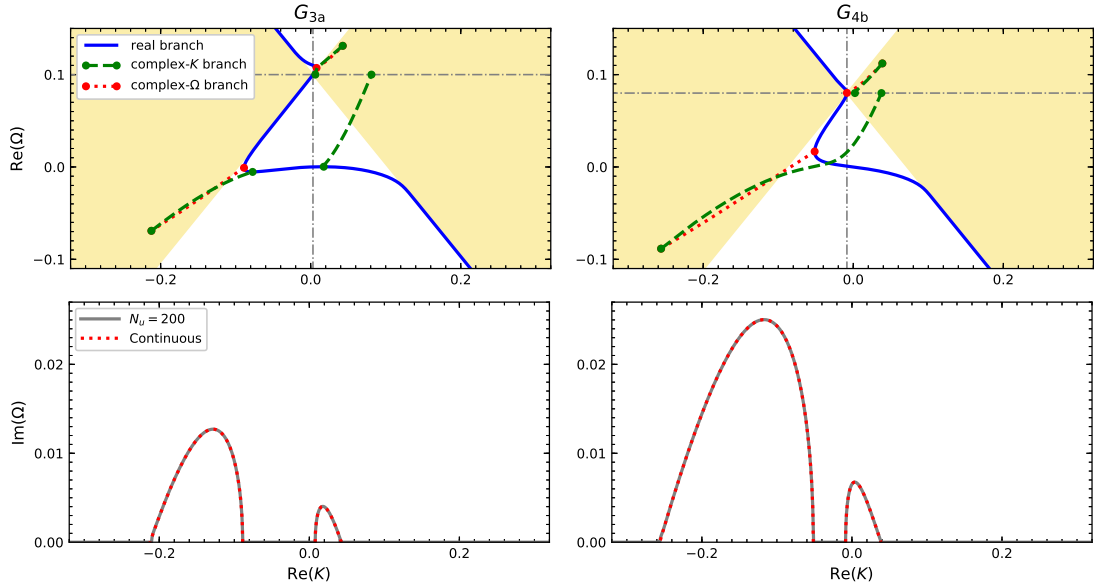 G3a
G4b
real branch
complex-K branch
complex-Ω branch
Re(Ω)
0.1
0.0
−0.1
−0.2
0.0
0.2
0.1
0.0
−0.1
−0.2
0.0
0.2
Nu = 200
Continuous
Im(Ω)
0.02
0.01
0.00
−0.2
0.0
0.2
Re(K)
0.02
0.01
0.00
−0.2
0.0
0.2
Re(K)